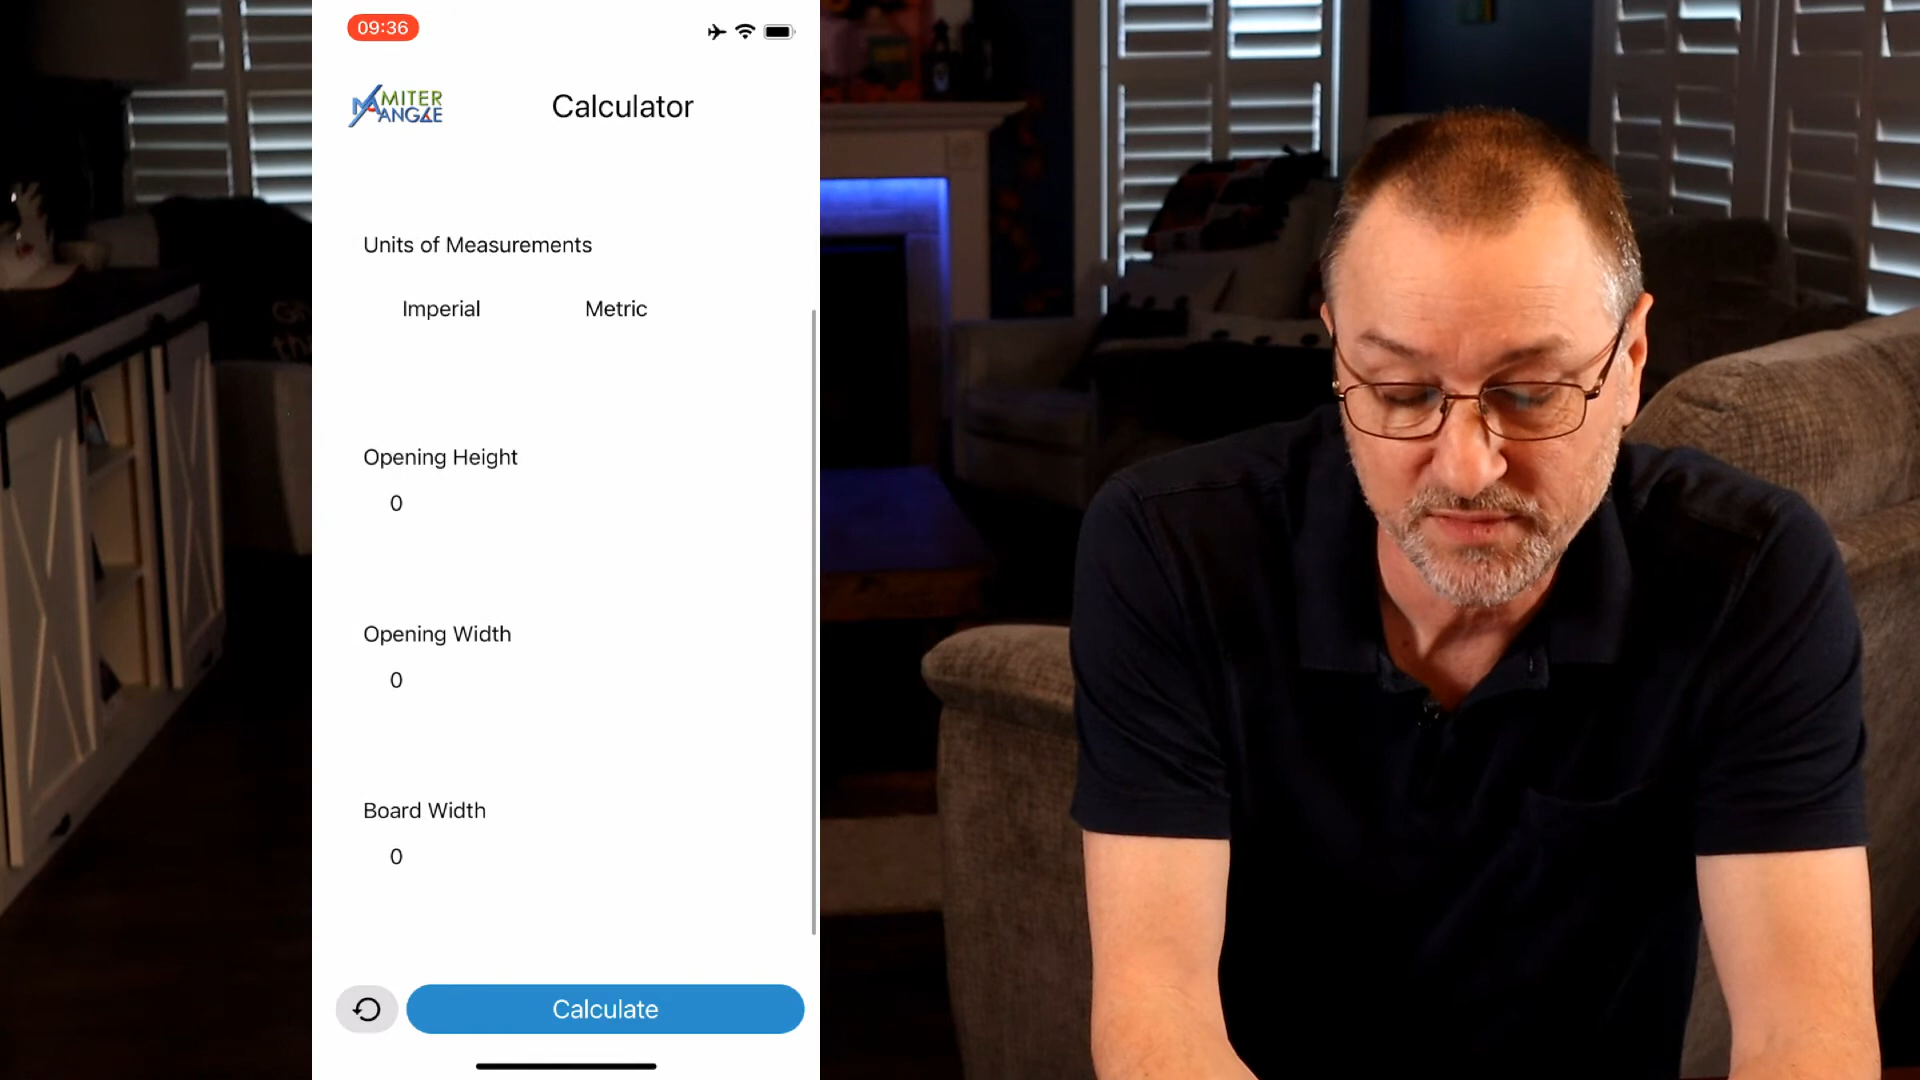 09:36
MITER
ANGLE
Calculator
Units of Measurements
Imperial
Metric
Opening Height
0
Opening Width
0
Board Width
0
Calculate